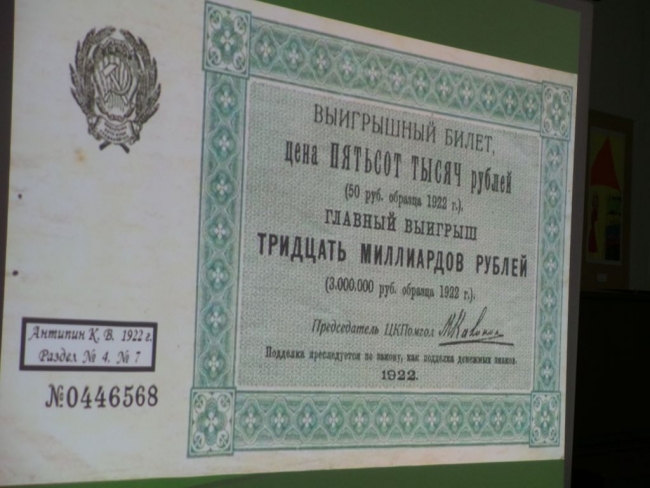 ВЫИГРЫШНЫЙ БИЛЕТ,
цена ПЯТЬСОТ ТЫСЯЧ рублей
(50 руб. образца 1922 г.).
ГЛАВНЫЙ ВЫИГРЫШ
ТРИДЦАТЬ МИЛЛИАРДОВ РУБЛЕЙ
(3.000.000 руб. образца 1922 г.).
Председатель ЦКПомгол
Подделка преследуется по закону, как подделка денежных знаков.
1922.
Антипин К. В. 1922 г.
Раздел № 4. № 7
№0446568